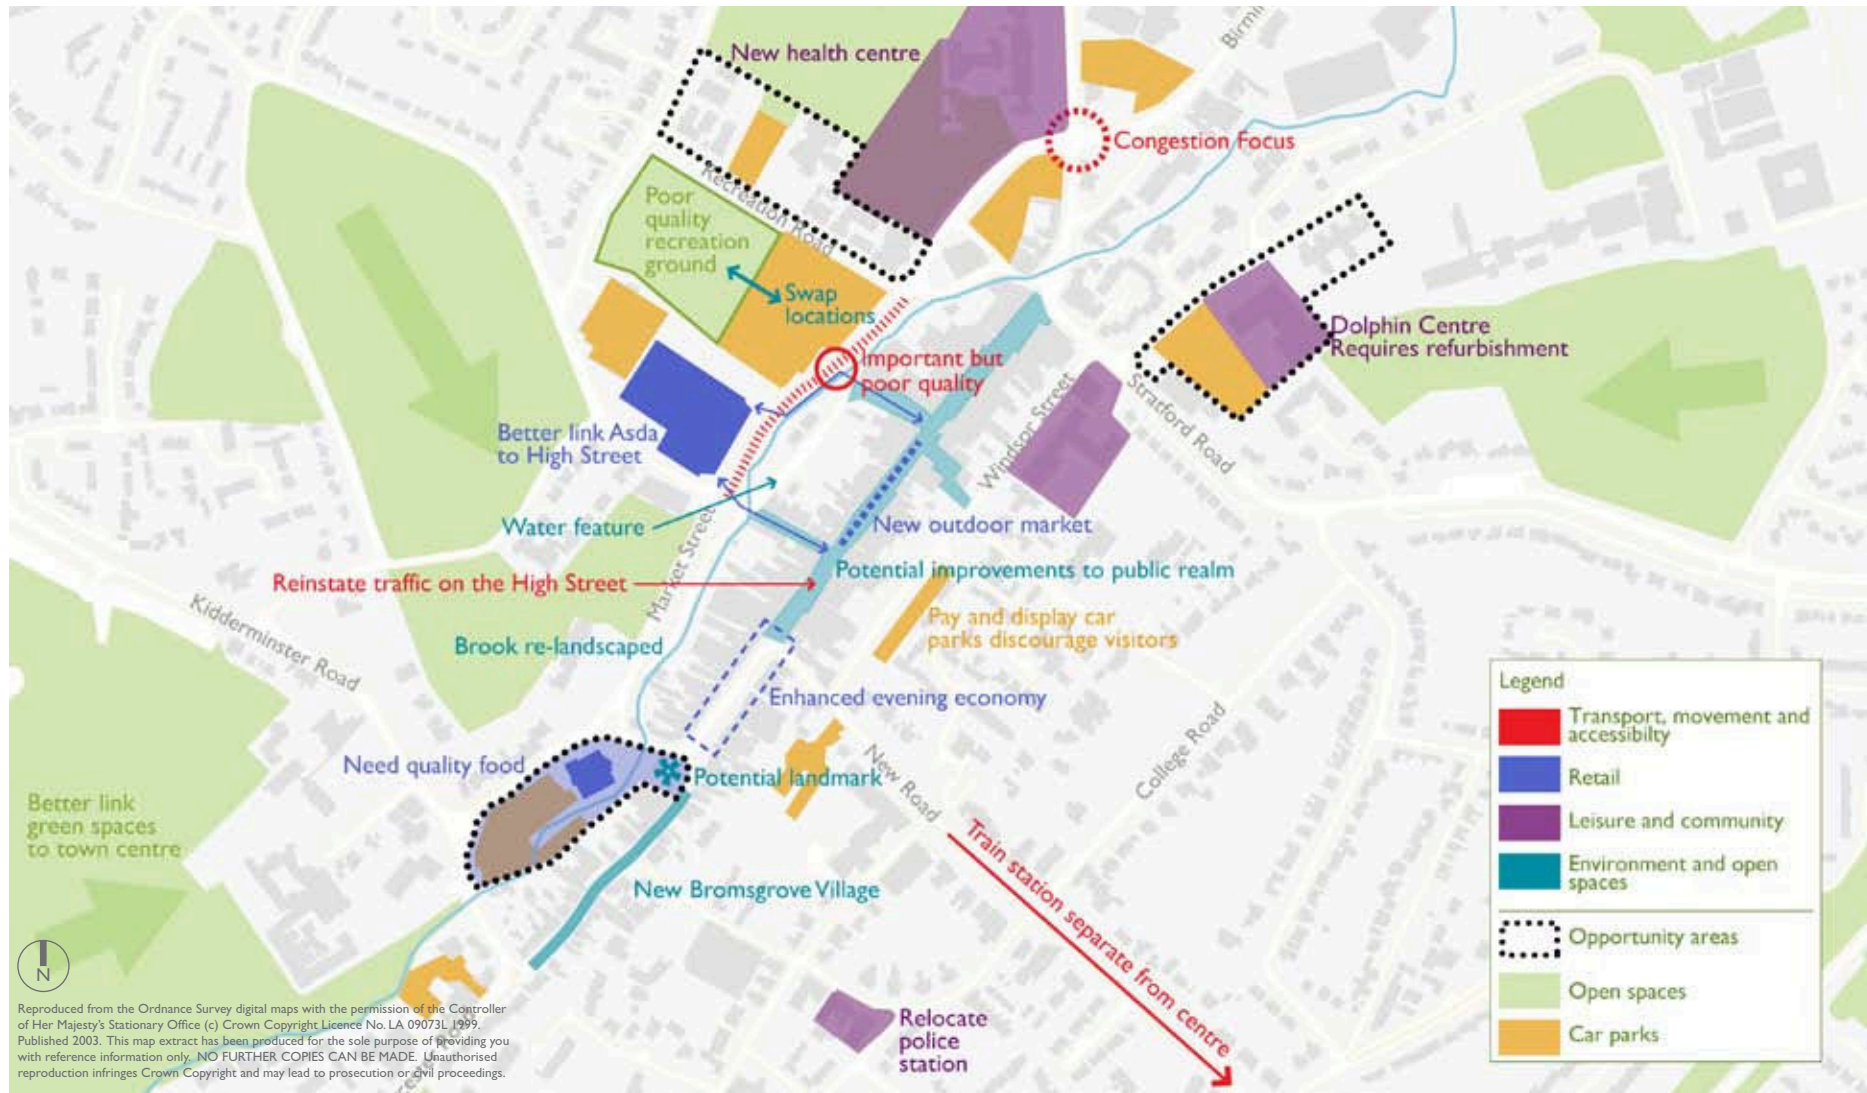 New health centre
Birmi
Congestion Focus
Recreation Road
Poor
quality
recreation
ground
Swap
locations
Important but
poor quality
Dolphin Centre
Requires refurbishment
Windsor Street
Stratford Road
Better link Asda
to High Street
Water feature
New outdoor market
Market Street
Reinstate traffic on the High Street
Potential improvements to public realm
Pay and display car
parks discourage visitors
Kidderminster Road
Brook re-landscaped
Enhanced evening economy
Need quality food
Potential landmark
New Road
College Road
Better link
green spaces
to town centre
Train station separate from centre
New Bromsgrove Village
Relocate
police
station
Legend
Transport, movement and
accessibilty
Retail
Leisure and community
Environment and open
spaces
Opportunity areas
Open spaces
Car parks
N
Reproduced from the Ordnance Survey digital maps with the permission of the Controller
of Her Majesty's Stationary Office (c) Crown Copyright Licence No. LA 09073L 1999.
Published 2003. This map extract has been produced for the sole purpose of providing you
with reference information only. NO FURTHER COPIES CAN BE MADE. Unauthorised
reproduction infringes Crown Copyright and may lead to prosecution or civil proceedings.